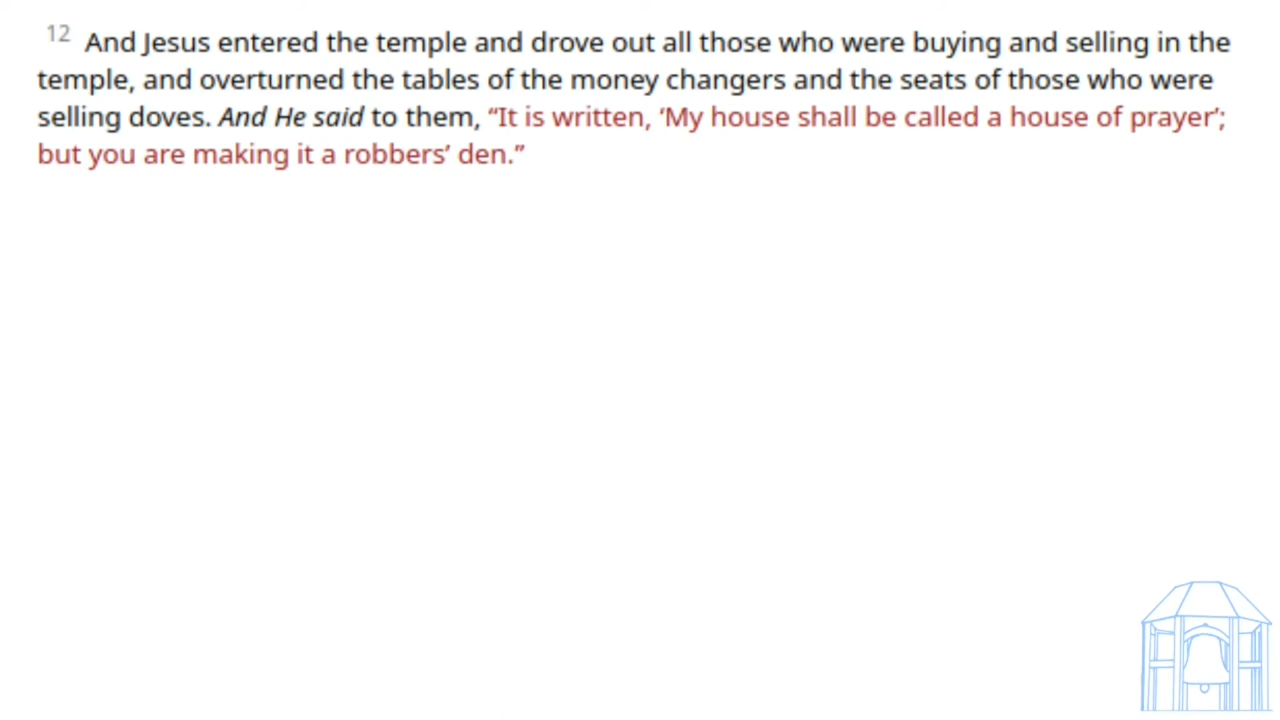 12 And Jesus entered the temple and drove out all those who were buying and selling in the
temple, and overturned the tables of the money changers and the seats of those who were
selling doves. And He said to them, “It is written, ‘My house shall be called a house of prayer’;
but you are making it a robbers’ den.”